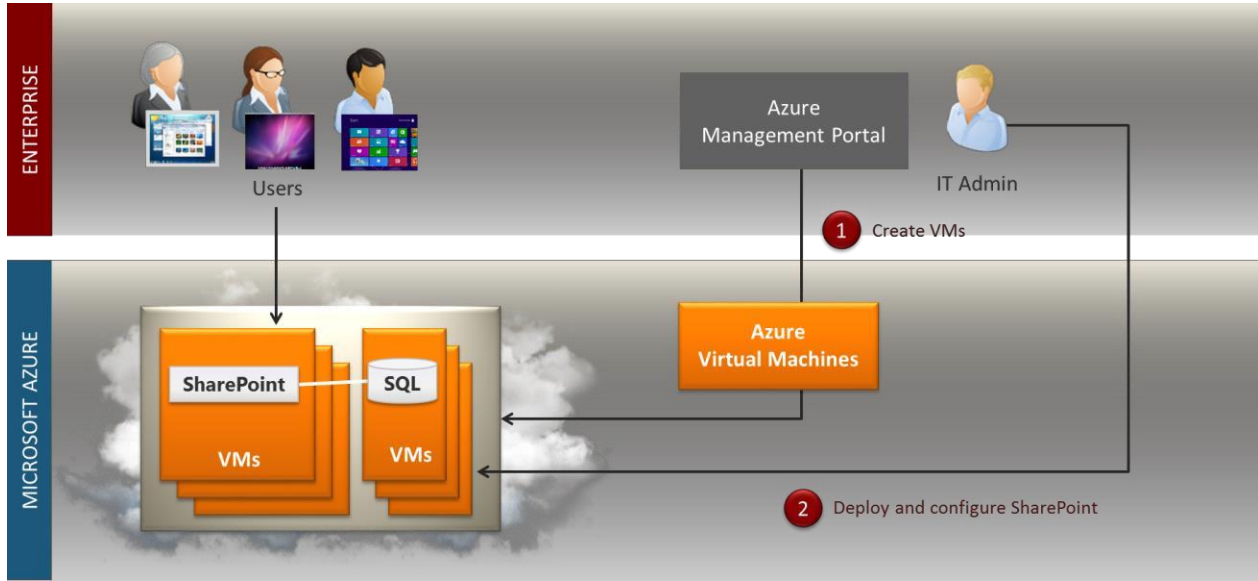 ENTERPRISE
Users
Azure
Management Portal
IT Admin
1 Create VMs
MICROSOFT AZURE
SharePoint
SQL
VMs
VMs
Azure
Virtual Machines
2 Deploy and configure SharePoint